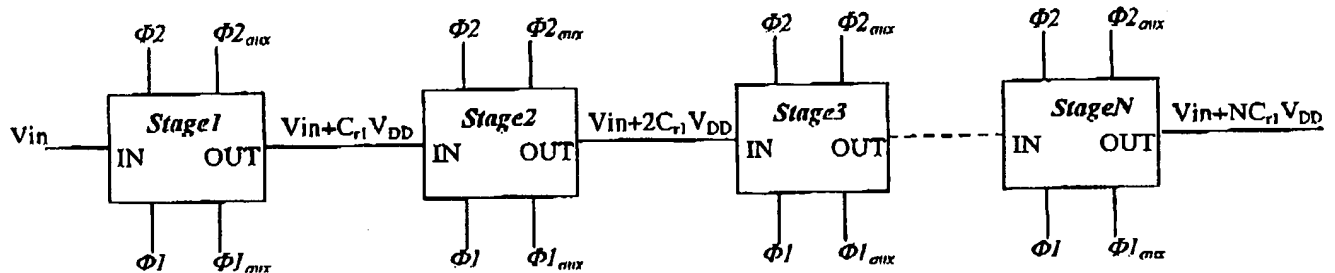 Φ2 Φ2aux Φ2 Φ2aux Φ2 Φ2aux Φ2 Φ2aux
Stage1 Stage2 Stage3 StageN
Vin Vin+Cr1VDD Vin+2Cr1VDD Vin+NCr1VDD
IN OUT IN OUT IN OUT IN OUT
Φ1 Φ1aux Φ1 Φ1aux Φ1 Φ1aux Φ1 Φ1aux